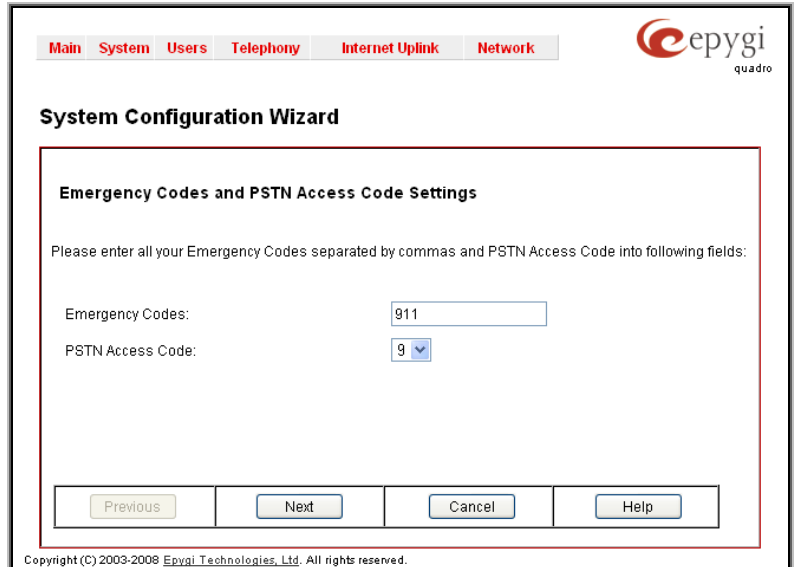 Main System Users Telephony Internet Uplink Network
epygi
quadro
System Configuration Wizard
Emergency Codes and PSTN Access Code Settings
Please enter all your Emergency Codes separated by commas and PSTN Access Code into following fields:
Emergency Codes: 911
PSTN Access Code: 9
Previous Next Cancel Help
Copyright (C) 2003-2008 Epygi Technologies, Ltd. All rights reserved.